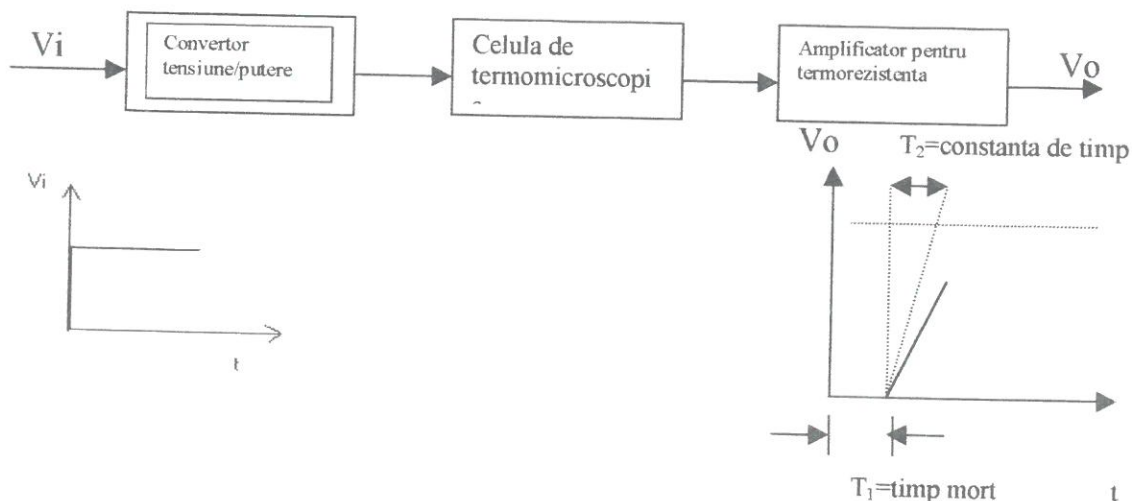 Vi
Convertor
tensiune/putere
Celula de
termomicroscopi
Amplificator pentru
termorezistenta
Vo
Vo
T2=constanta de timp
Vi
t
T1=timp mort
t